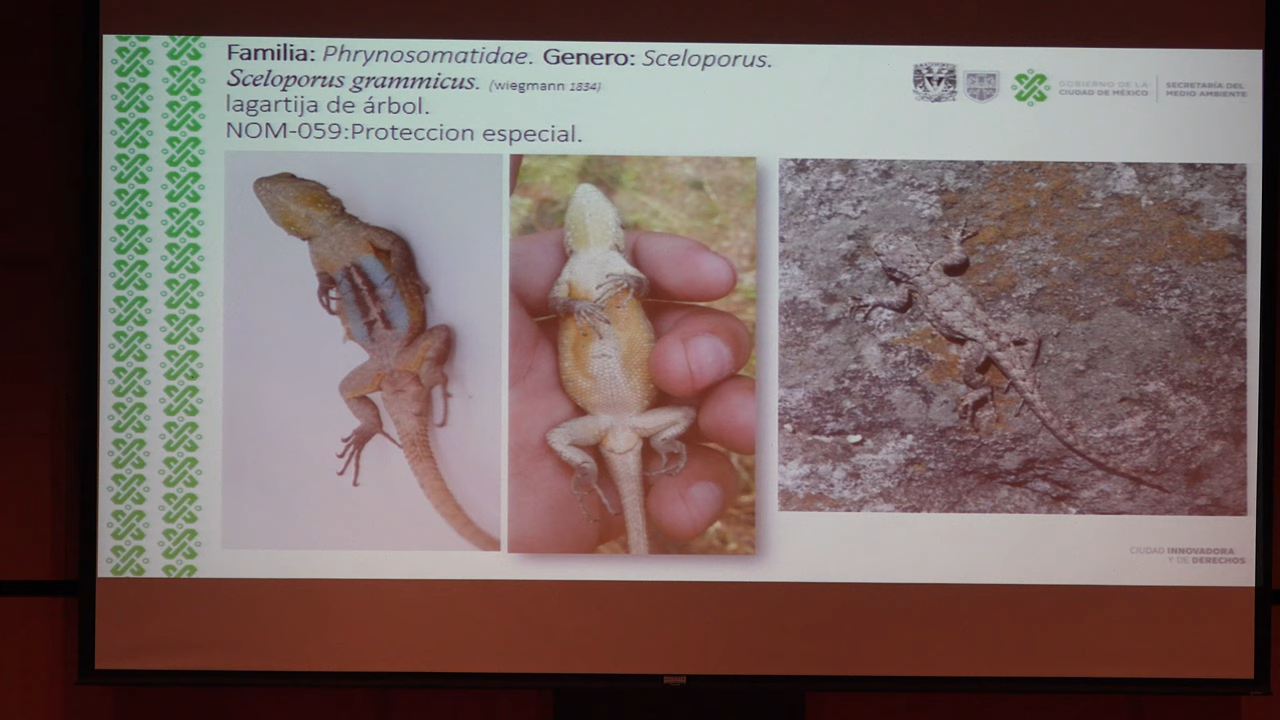 Familia: Phrynosomatidae. Genero: Sceloporus.
Sceloporus grammicus. (wiegmann 1834)
lagartija de árbol.
NOM-059:Proteccion especial.
GOBIERNO DE LA
CIUDAD DE MÉXICO
SECRETARÍA DEL
MEDIO AMBIENTE
CIUDAD INNOVADORA
Y DE DERECHOS